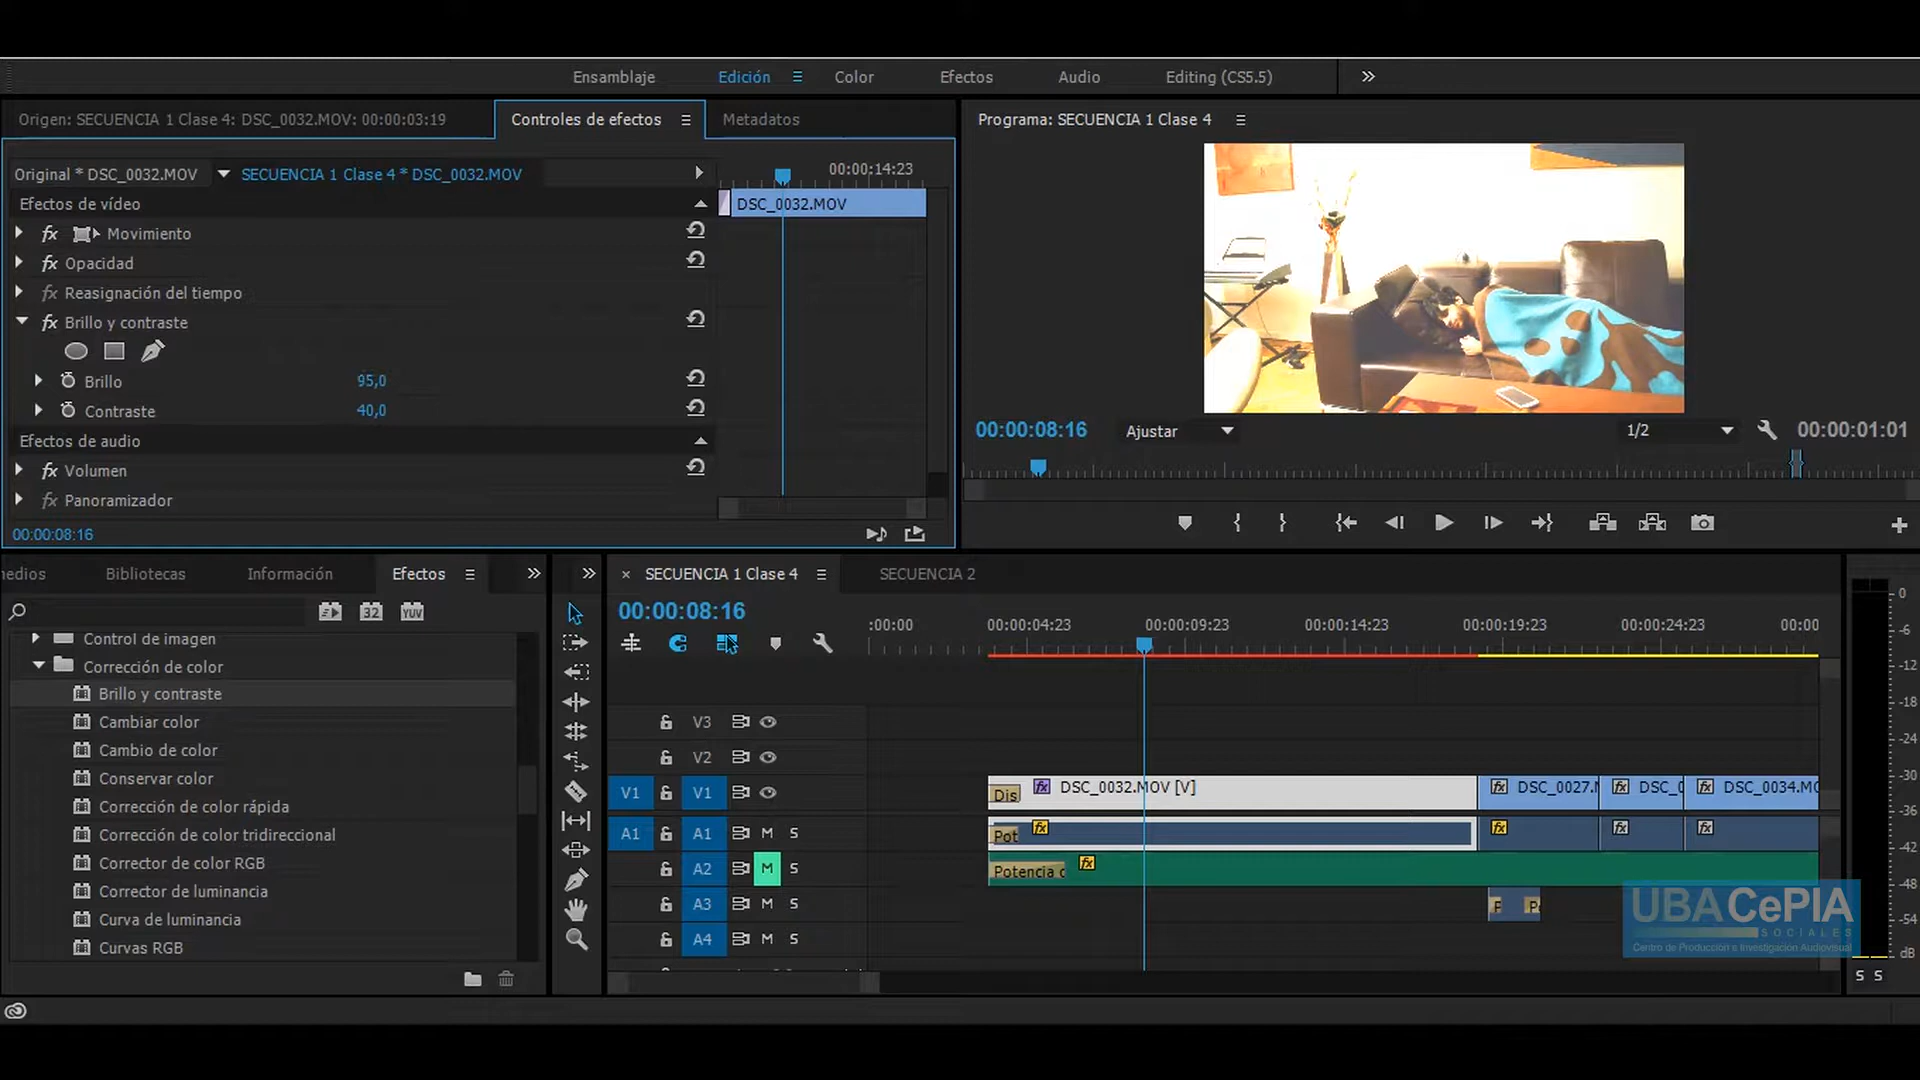 Ensamblaje
Edición
Color
Efectos
Audio
Editing (CS5.5)
Origen: SECUENCIA 1 Clase 4: DSC_0032.MOV: 00:00:03:19
Controles de efectos
Metadatos
Programa: SECUENCIA 1 Clase 4
Original * DSC_0032.MOV
SECUENCIA 1 Clase 4 * DSC_0032.MOV
00:00:14:23
Efectos de vídeo
DSC_0032.MOV
fx Movimiento
fx Opacidad
fx Reasignación del tiempo
fx Brillo y contraste
Brillo 95,0
Contraste 40,0
Efectos de audio
fx Volumen
fx Panoramizador
00:00:08:16
00:00:08:16
Ajustar
1/2
00:00:01:01
nedios
Bibliotecas
Información
Efectos
32
YUV
Control de imagen
Corrección de color
Brillo y contraste
Cambiar color
Cambio de color
Conservar color
Corrección de color rápida
Corrección de color tridireccional
Corrector de color RGB
Corrector de luminancia
Curva de luminancia
Curvas RGB
× SECUENCIA 1 Clase 4
SECUENCIA 2
00:00:08:16
:00:00
00:00:04:23
00:00:09:23
00:00:14:23
00:00:19:23
00:00:24:23
00:00
V3
V2
V1 V1
Dis
fx DSC_0032.MOV [V]
fx DSC_0027.M
fx DSC_0
fx DSC_0034.MO
A1 A1 M S
Pot
fx
fx
fx
fx
A2 M S
Potencia c
fx
A3 M S
A4 M S
UBA CePIA
SOCIALES
Centro de Producción e Investigación Audiovisual
0
-6
-12
-18
-24
-30
-36
-42
-48
-54
dB
S S